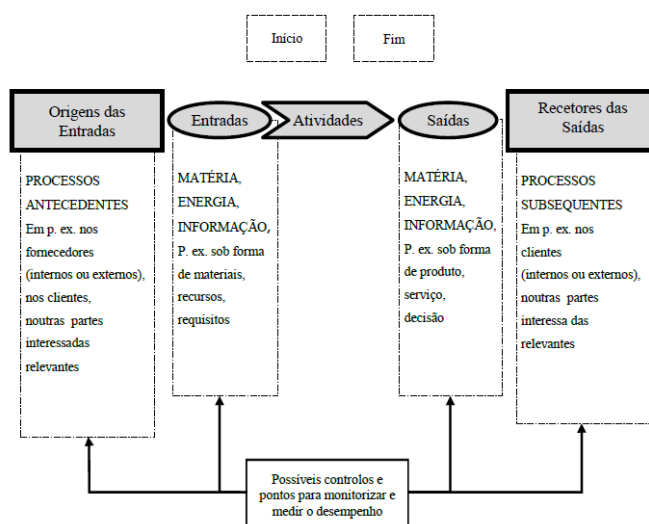 Início
Fim
Origens das
Entradas
Entradas
Atividades
Saídas
Recetores das
Saídas
PROCESSOS
ANTECEDENTES
Em p. ex. nos
fornecedores
(internos ou externos),
nos clientes,
noutras partes
interessadas
relevantes
MATÉRIA,
ENERGIA,
INFORMAÇÃO,
P. ex. sob forma
de materiais,
recursos,
requisitos
MATÉRIA,
ENERGIA,
INFORMAÇÃO,
P. ex. sob forma
de produto,
serviço,
decisão
PROCESSOS
SUBSEQUENTES
Em p. ex. nos
clientes
(internos ou externos),
noutras partes
interessa das
relevantes
Possíveis controlos e
pontos para monitorizar e
medir o desempenho